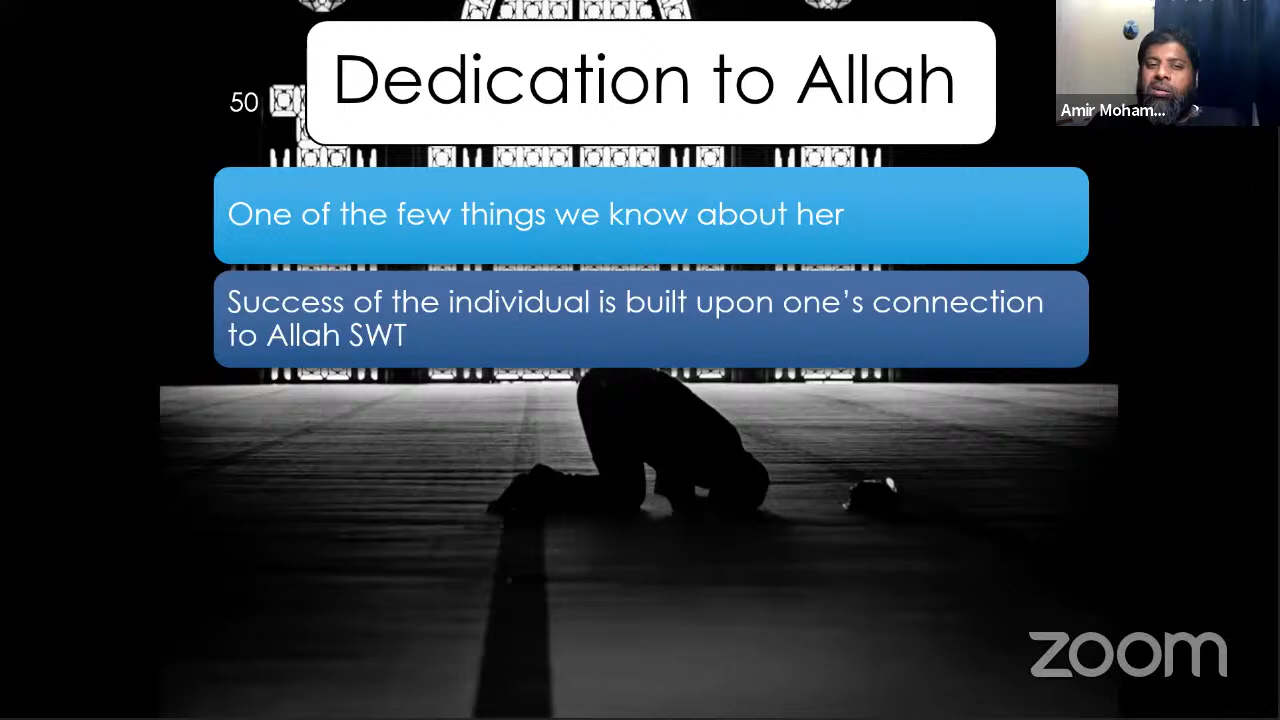 Dedication to Allah
50
Amir Moham...
One of the few things we know about her
Success of the individual is built upon one’s connection
to Allah SWT
zoom